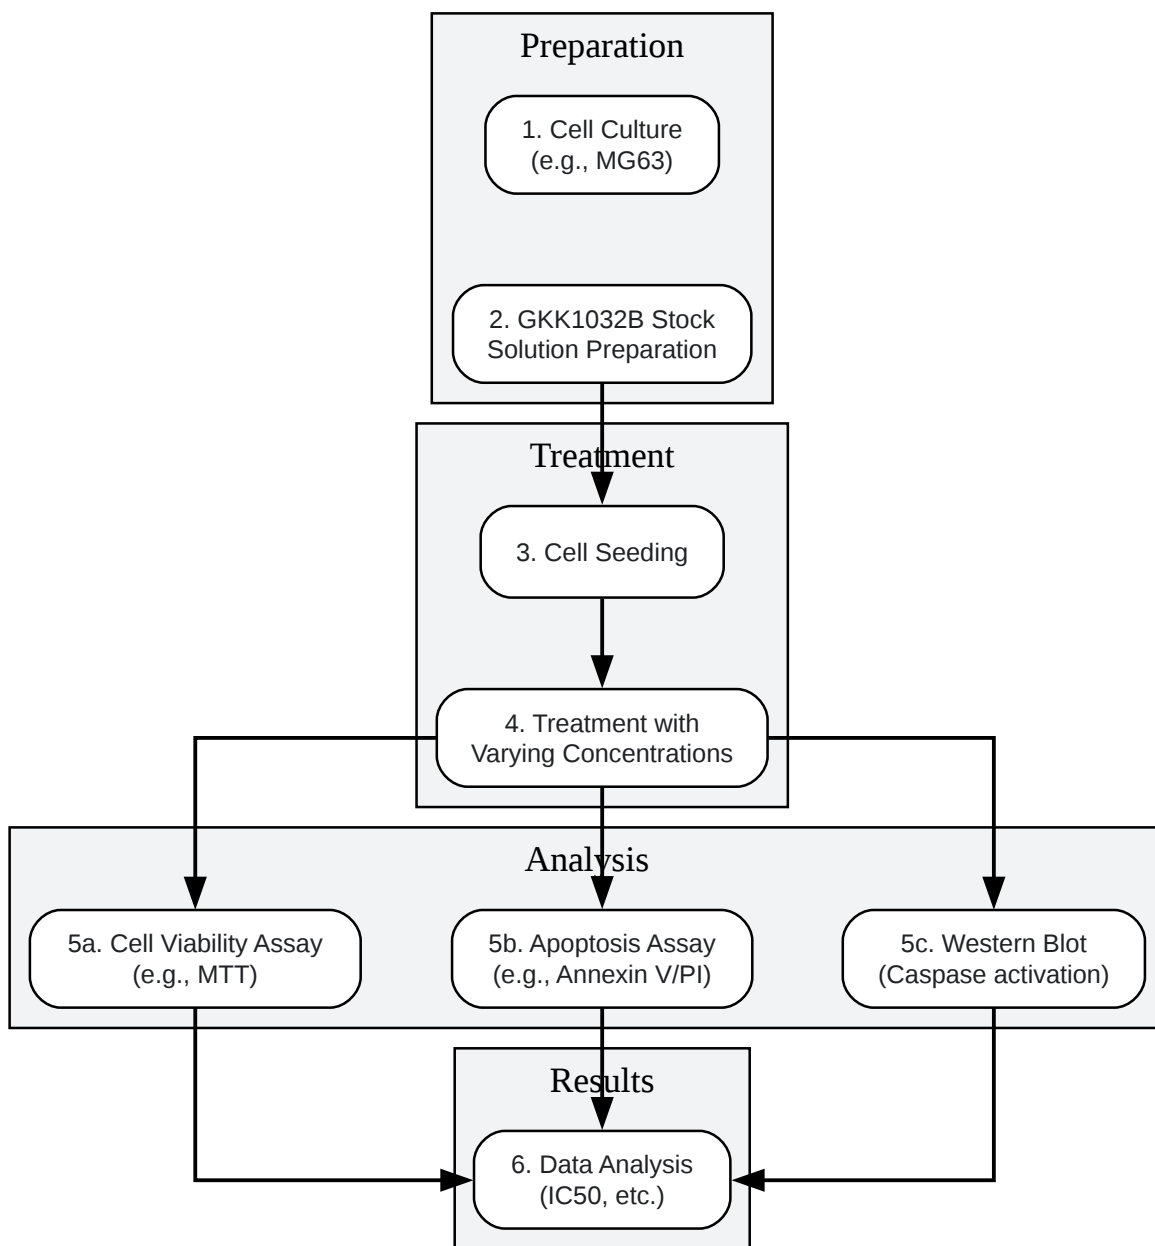 Preparation
1. Cell Culture
(e.g., MG63)
2. GKK1032B Stock
Solution Preparation
Treatment
3. Cell Seeding
4. Treatment with
Varying Concentrations
Analysis
5a. Cell Viability Assay
(e.g., MTT)
5b. Apoptosis Assay
(e.g., Annexin V/PI)
5c. Western Blot
(Caspase activation)
Results
6. Data Analysis
(IC50, etc.)